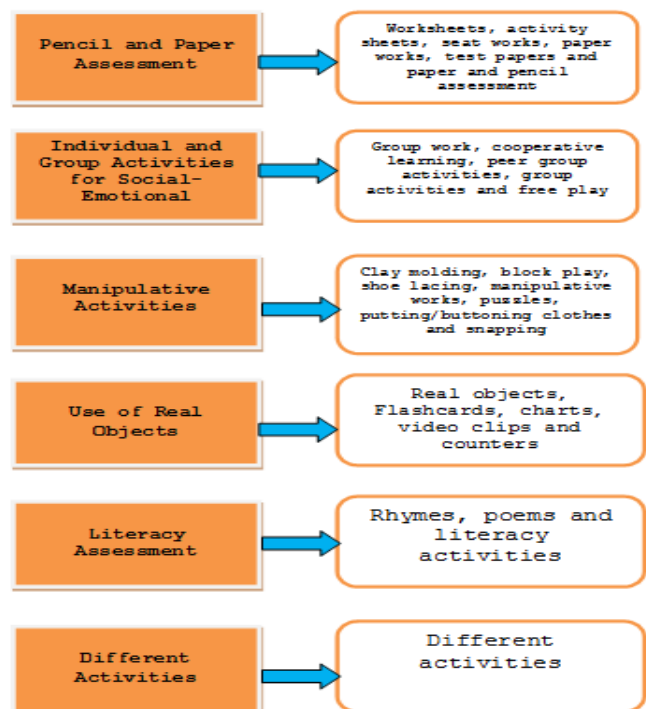 Pencil and Paper
Assessment
Worksheets, activity
sheets, seat works, paper
works, test papers and
paper and pencil
assessment
Individual and
Group Activities
for Social-
Emotional
Group work, cooperative
learning, peer group
activities, group
activities and free play
Manipulative
Activities
Clay molding, block play,
shoe lacing, manipulative
works, puzzles,
putting/buttoning clothes
and snapping
Use of Real
Objects
Real objects,
Flashcards, charts,
video clips and
counters
Literacy
Assessment
Rhymes, poems and
literacy
activities
Different
Activities
Different
activities